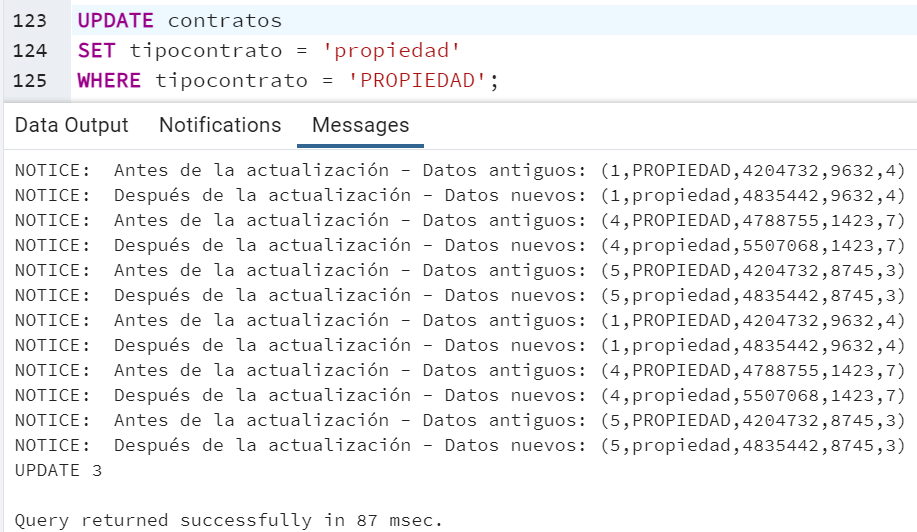 123 UPDATE contratos
124 SET tipocontrato = 'propiedad'
125 WHERE tipocontrato = 'PROPIEDAD';
Data Output Notifications Messages
NOTICE: Antes de la actualización - Datos antiguos: (1,PROPIEDAD,4204732,9632,4)
NOTICE: Después de la actualización - Datos nuevos: (1,propiedad,4835442,9632,4)
NOTICE: Antes de la actualización - Datos antiguos: (4,PROPIEDAD,4788755,1423,7)
NOTICE: Después de la actualización - Datos nuevos: (4,propiedad,5507068,1423,7)
NOTICE: Antes de la actualización - Datos antiguos: (5,PROPIEDAD,4204732,8745,3)
NOTICE: Después de la actualización - Datos nuevos: (5,propiedad,4835442,8745,3)
NOTICE: Antes de la actualización - Datos antiguos: (1,PROPIEDAD,4204732,9632,4)
NOTICE: Después de la actualización - Datos nuevos: (1,propiedad,4835442,9632,4)
NOTICE: Antes de la actualización - Datos antiguos: (4,PROPIEDAD,4788755,1423,7)
NOTICE: Después de la actualización - Datos nuevos: (4,propiedad,5507068,1423,7)
NOTICE: Antes de la actualización - Datos antiguos: (5,PROPIEDAD,4204732,8745,3)
NOTICE: Después de la actualización - Datos nuevos: (5,propiedad,4835442,8745,3)
UPDATE 3
Query returned successfully in 87 msec.